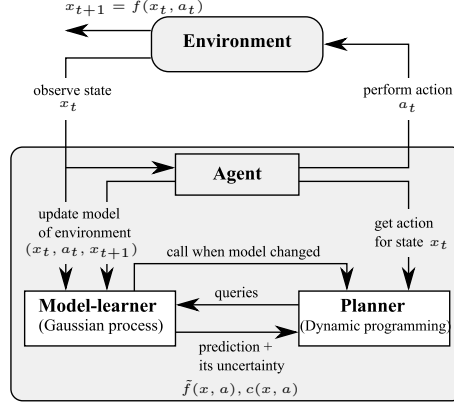 x_{t+1} = f(x_t, a_t)
Environment
observe state
x_t
perform action
a_t
Agent
update model
of environment
(x_t, a_t, x_{t+1})
get action
for state x_t
call when model changed
Model-learner
(Gaussian process)
queries
Planner
(Dynamic programming)
prediction +
its uncertainty
f̃(x, a), c(x, a)